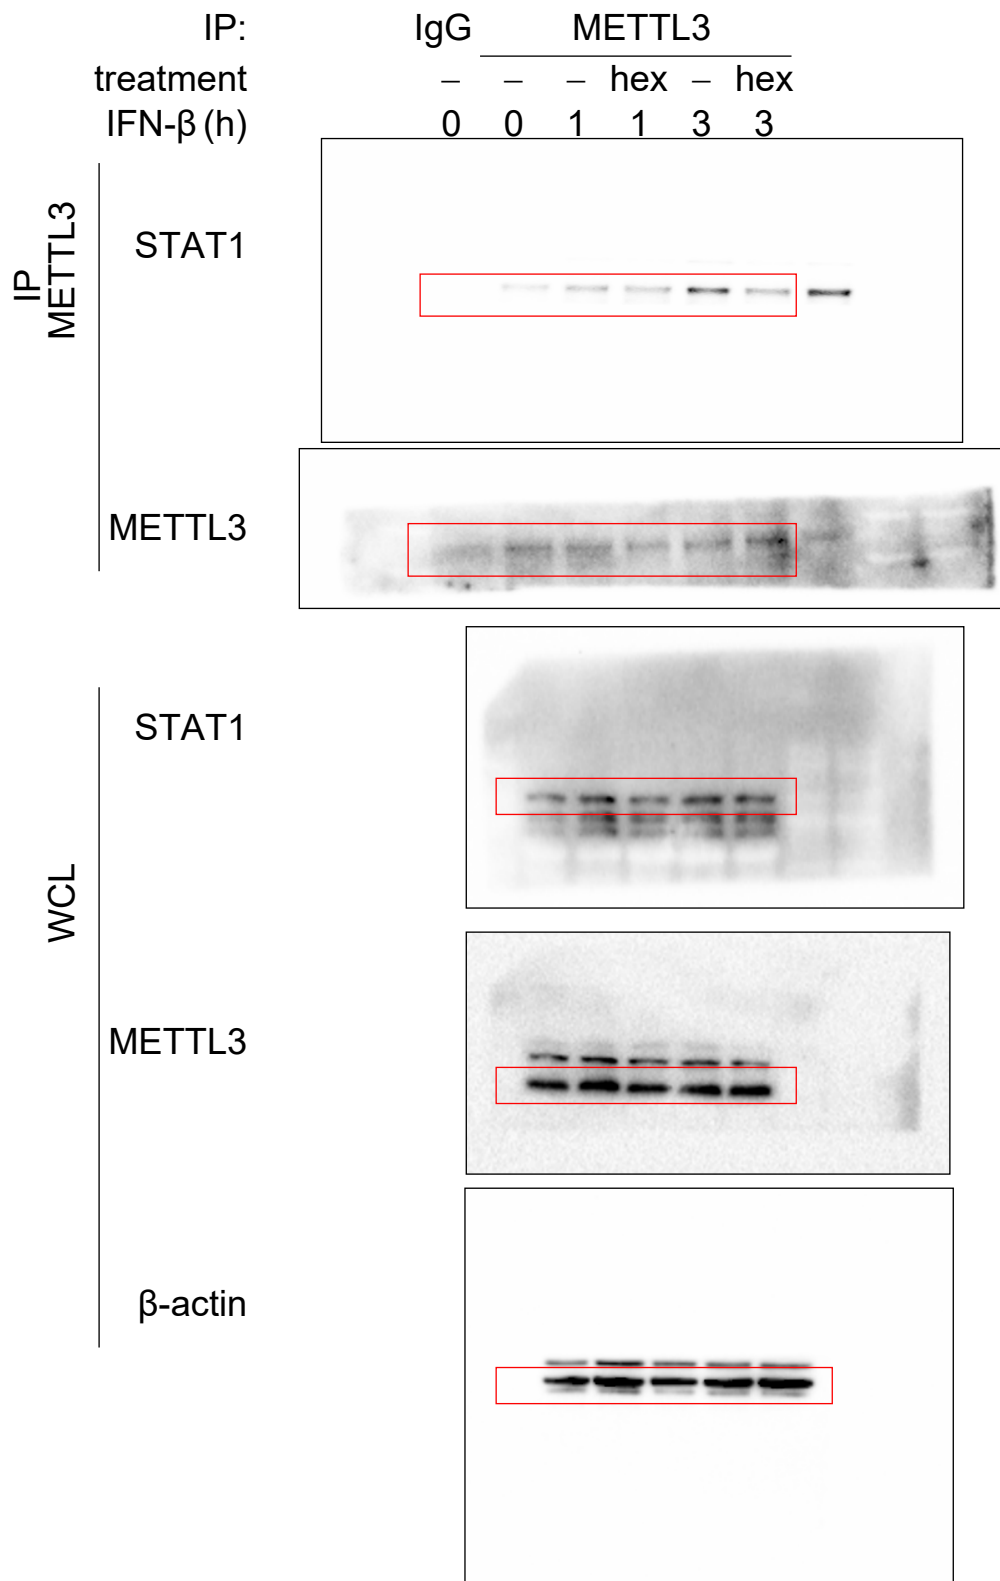 IP: IgG METTL3
treatment – – – hex – hex
IFN-β (h) 0 0 1 1 3 3
IP
METTL3
STAT1
METTL3
WCL
STAT1
METTL3
β-actin